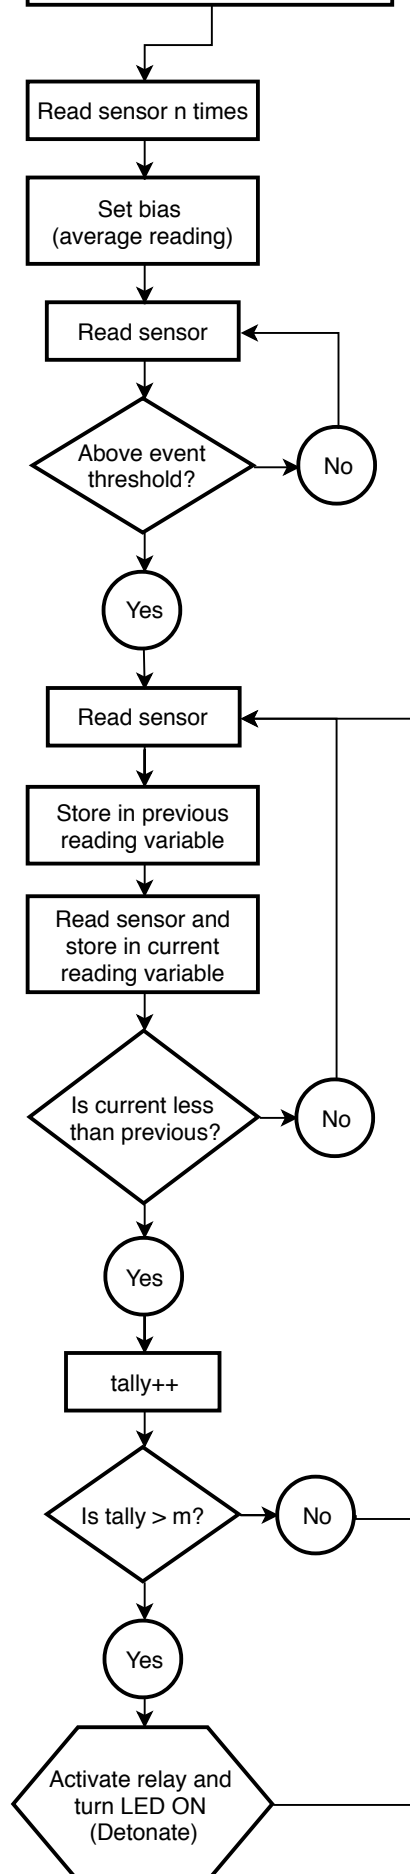 Read sensor n times
Set bias
(average reading)
Read sensor
Above event
threshold?
No
Yes
Read sensor
Store in previous
reading variable
Read sensor and
store in current
reading variable
Is current less
than previous?
No
Yes
tally++
Is tally > m?
No
Yes
Activate relay and
turn LED ON
(Detonate)